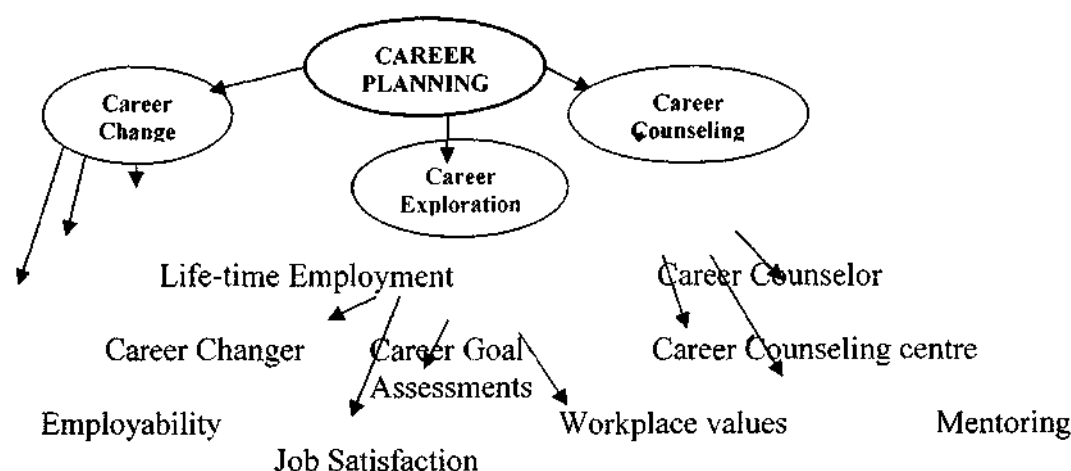 CAREER
PLANNING
Career
Change
Career
Counseling
Career
Exploration
Life-time Employment
Career Counselor
Career Changer
Career Goal
Assessments
Career Counseling centre
Employability
Workplace values
Mentoring
Job Satisfaction